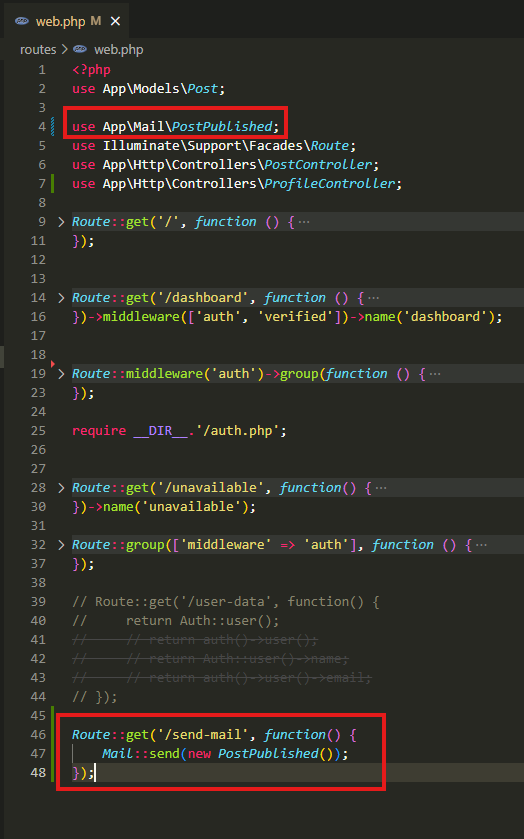 web.php M ×
routes > web.php
1 <?php
2 use App\Models\Post;
3
4 use App\Mail\PostPublished;
5 use Illuminate\Support\Facades\Route;
6 use App\Http\Controllers\PostController;
7 use App\Http\Controllers\ProfileController;
8
9 > Route::get('/', function () { ...
11 });
12
13
14 > Route::get('/dashboard', function () { ...
16 })->middleware(['auth', 'verified'])->name('dashboard');
17
18
19 > Route::middleware('auth')->group(function () { ...
23 });
24
25 require __DIR__.'/auth.php';
26
27
28 > Route::get('/unavailable', function() { ...
30 })->name('unavailable');
31
32 > Route::group(['middleware' => 'auth'], function () { ...
37 });
38
39 // Route::get('/user-data', function() {
40 //     return Auth::user();
41 //     // return auth()->user();
42 //     // return Auth::user()->name;
43 //     // return auth()->user()->email;
44 // });
45
46 Route::get('/send-mail', function() {
47     Mail::send(new PostPublished());
48 });